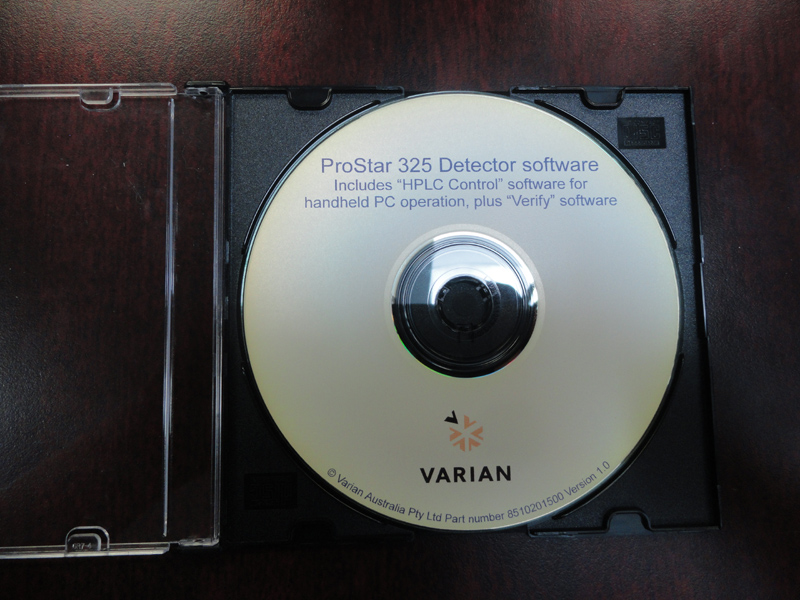 ProStar 325 Detector software
Includes “HPLC Control” software for
handheld PC operation, plus “Verify” software
VARIAN
© Varian Australia Pty Ltd Part number 8510201500 Version 1.0